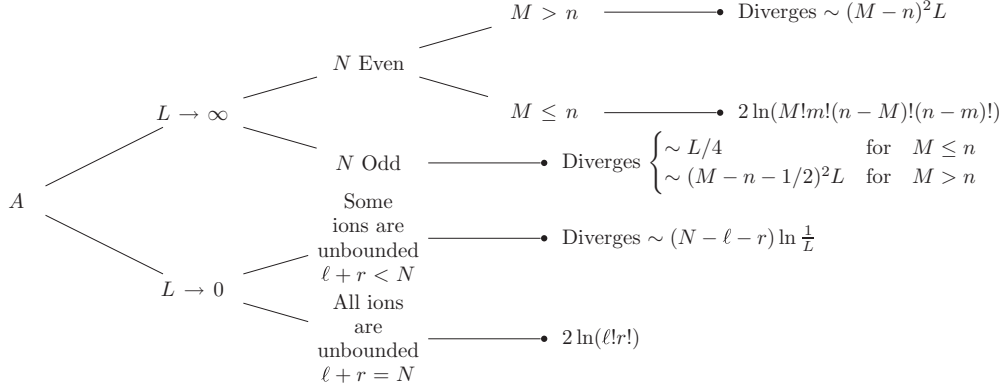 M > n
Diverges ∼ (M − n)²L
N Even
L → ∞
M ≤ n
2 ln(M!m!(n − M)!(n − m)!)
N Odd
Diverges { ∼ L/4 for M ≤ n
∼ (M − n − 1/2)²L for M > n
A
Some
ions are
unbounded
ℓ + r < N
Diverges ∼ (N − ℓ − r) ln 1/L
L → 0
All ions
are
unbounded
ℓ + r = N
2 ln(ℓ!r!)